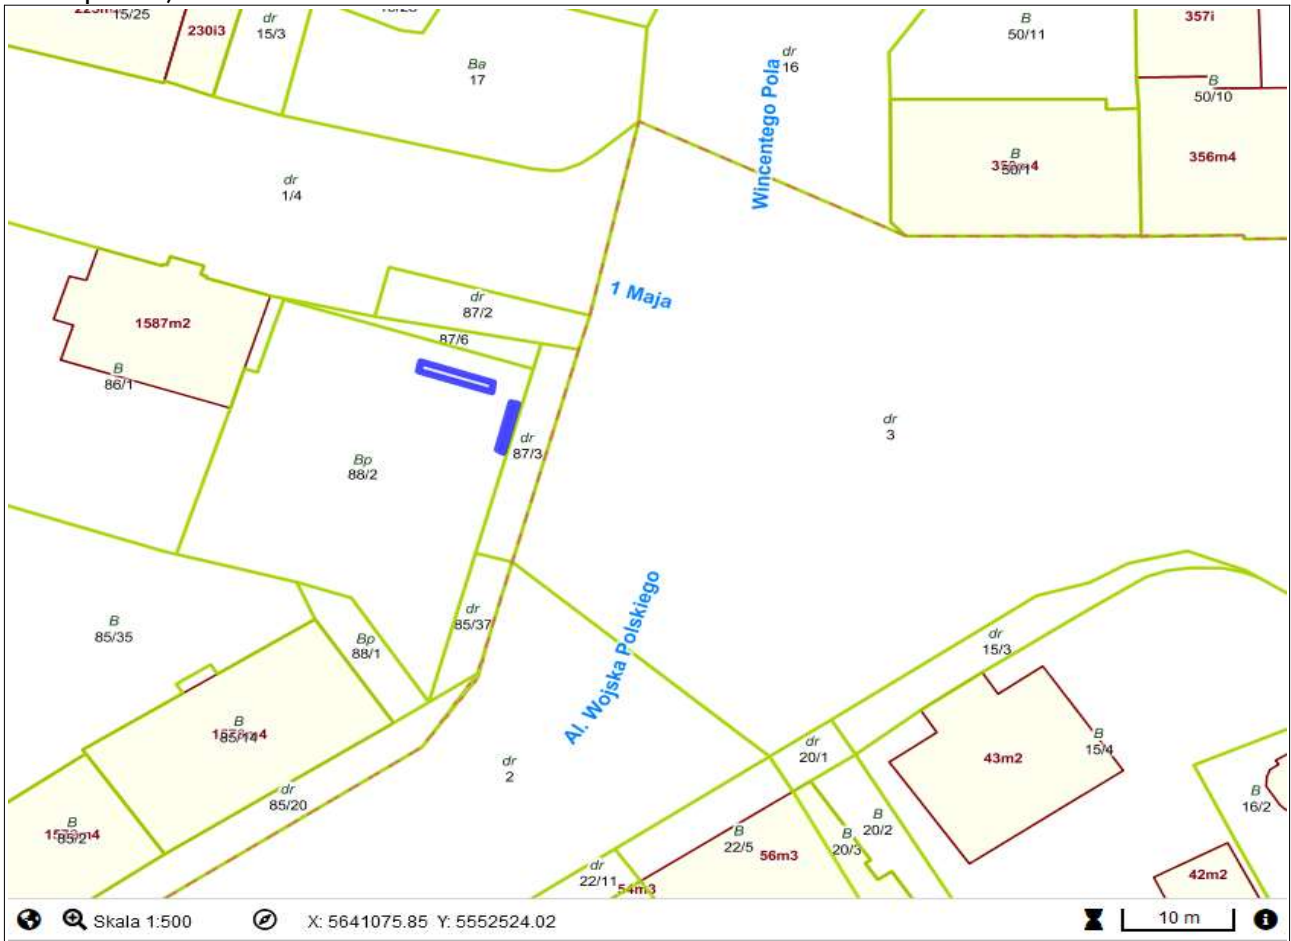 15/25
230i3
dr
15/3
Ba
17
dr
16
Wincentego Pola
B
50/11
357i
B
50/10
B
50/1
356m4
dr
1/4
1 Maja
dr
87/2
87/6
1587m2
B
86/1
dr
3
dr
87/3
Bp
88/2
Al. Wojska Polskiego
dr
85/37
B
85/35
Bp
88/1
dr
15/3
B
85/14
dr
2
dr
20/1
43m2
B
15/4
dr
85/20
B
16/2
B
85/2
B
22/5
B
20/2
B
20/3
56m3
dr
22/11
54m3
42m2
Skala 1:500
X: 5641075.85 Y: 5552524.02
10 m